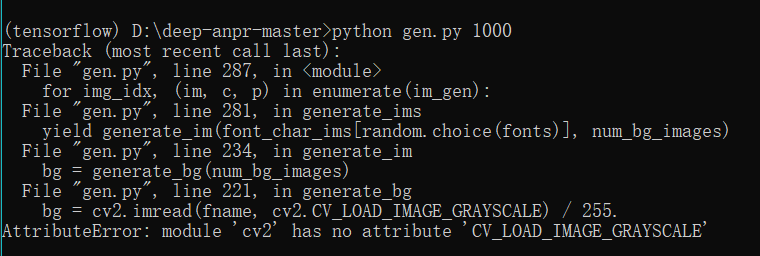 (tensorflow) D:\deep-anpr-master>python gen.py 1000
Traceback (most recent call last):
  File "gen.py", line 287, in <module>
    for img_idx, (im, c, p) in enumerate(im_gen):
  File "gen.py", line 281, in generate_ims
    yield generate_im(font_char_ims[random.choice(fonts)], num_bg_images)
  File "gen.py", line 234, in generate_im
    bg = generate_bg(num_bg_images)
  File "gen.py", line 221, in generate_bg
    bg = cv2.imread(fname, cv2.CV_LOAD_IMAGE_GRAYSCALE) / 255.
AttributeError: module 'cv2' has no attribute 'CV_LOAD_IMAGE_GRAYSCALE'